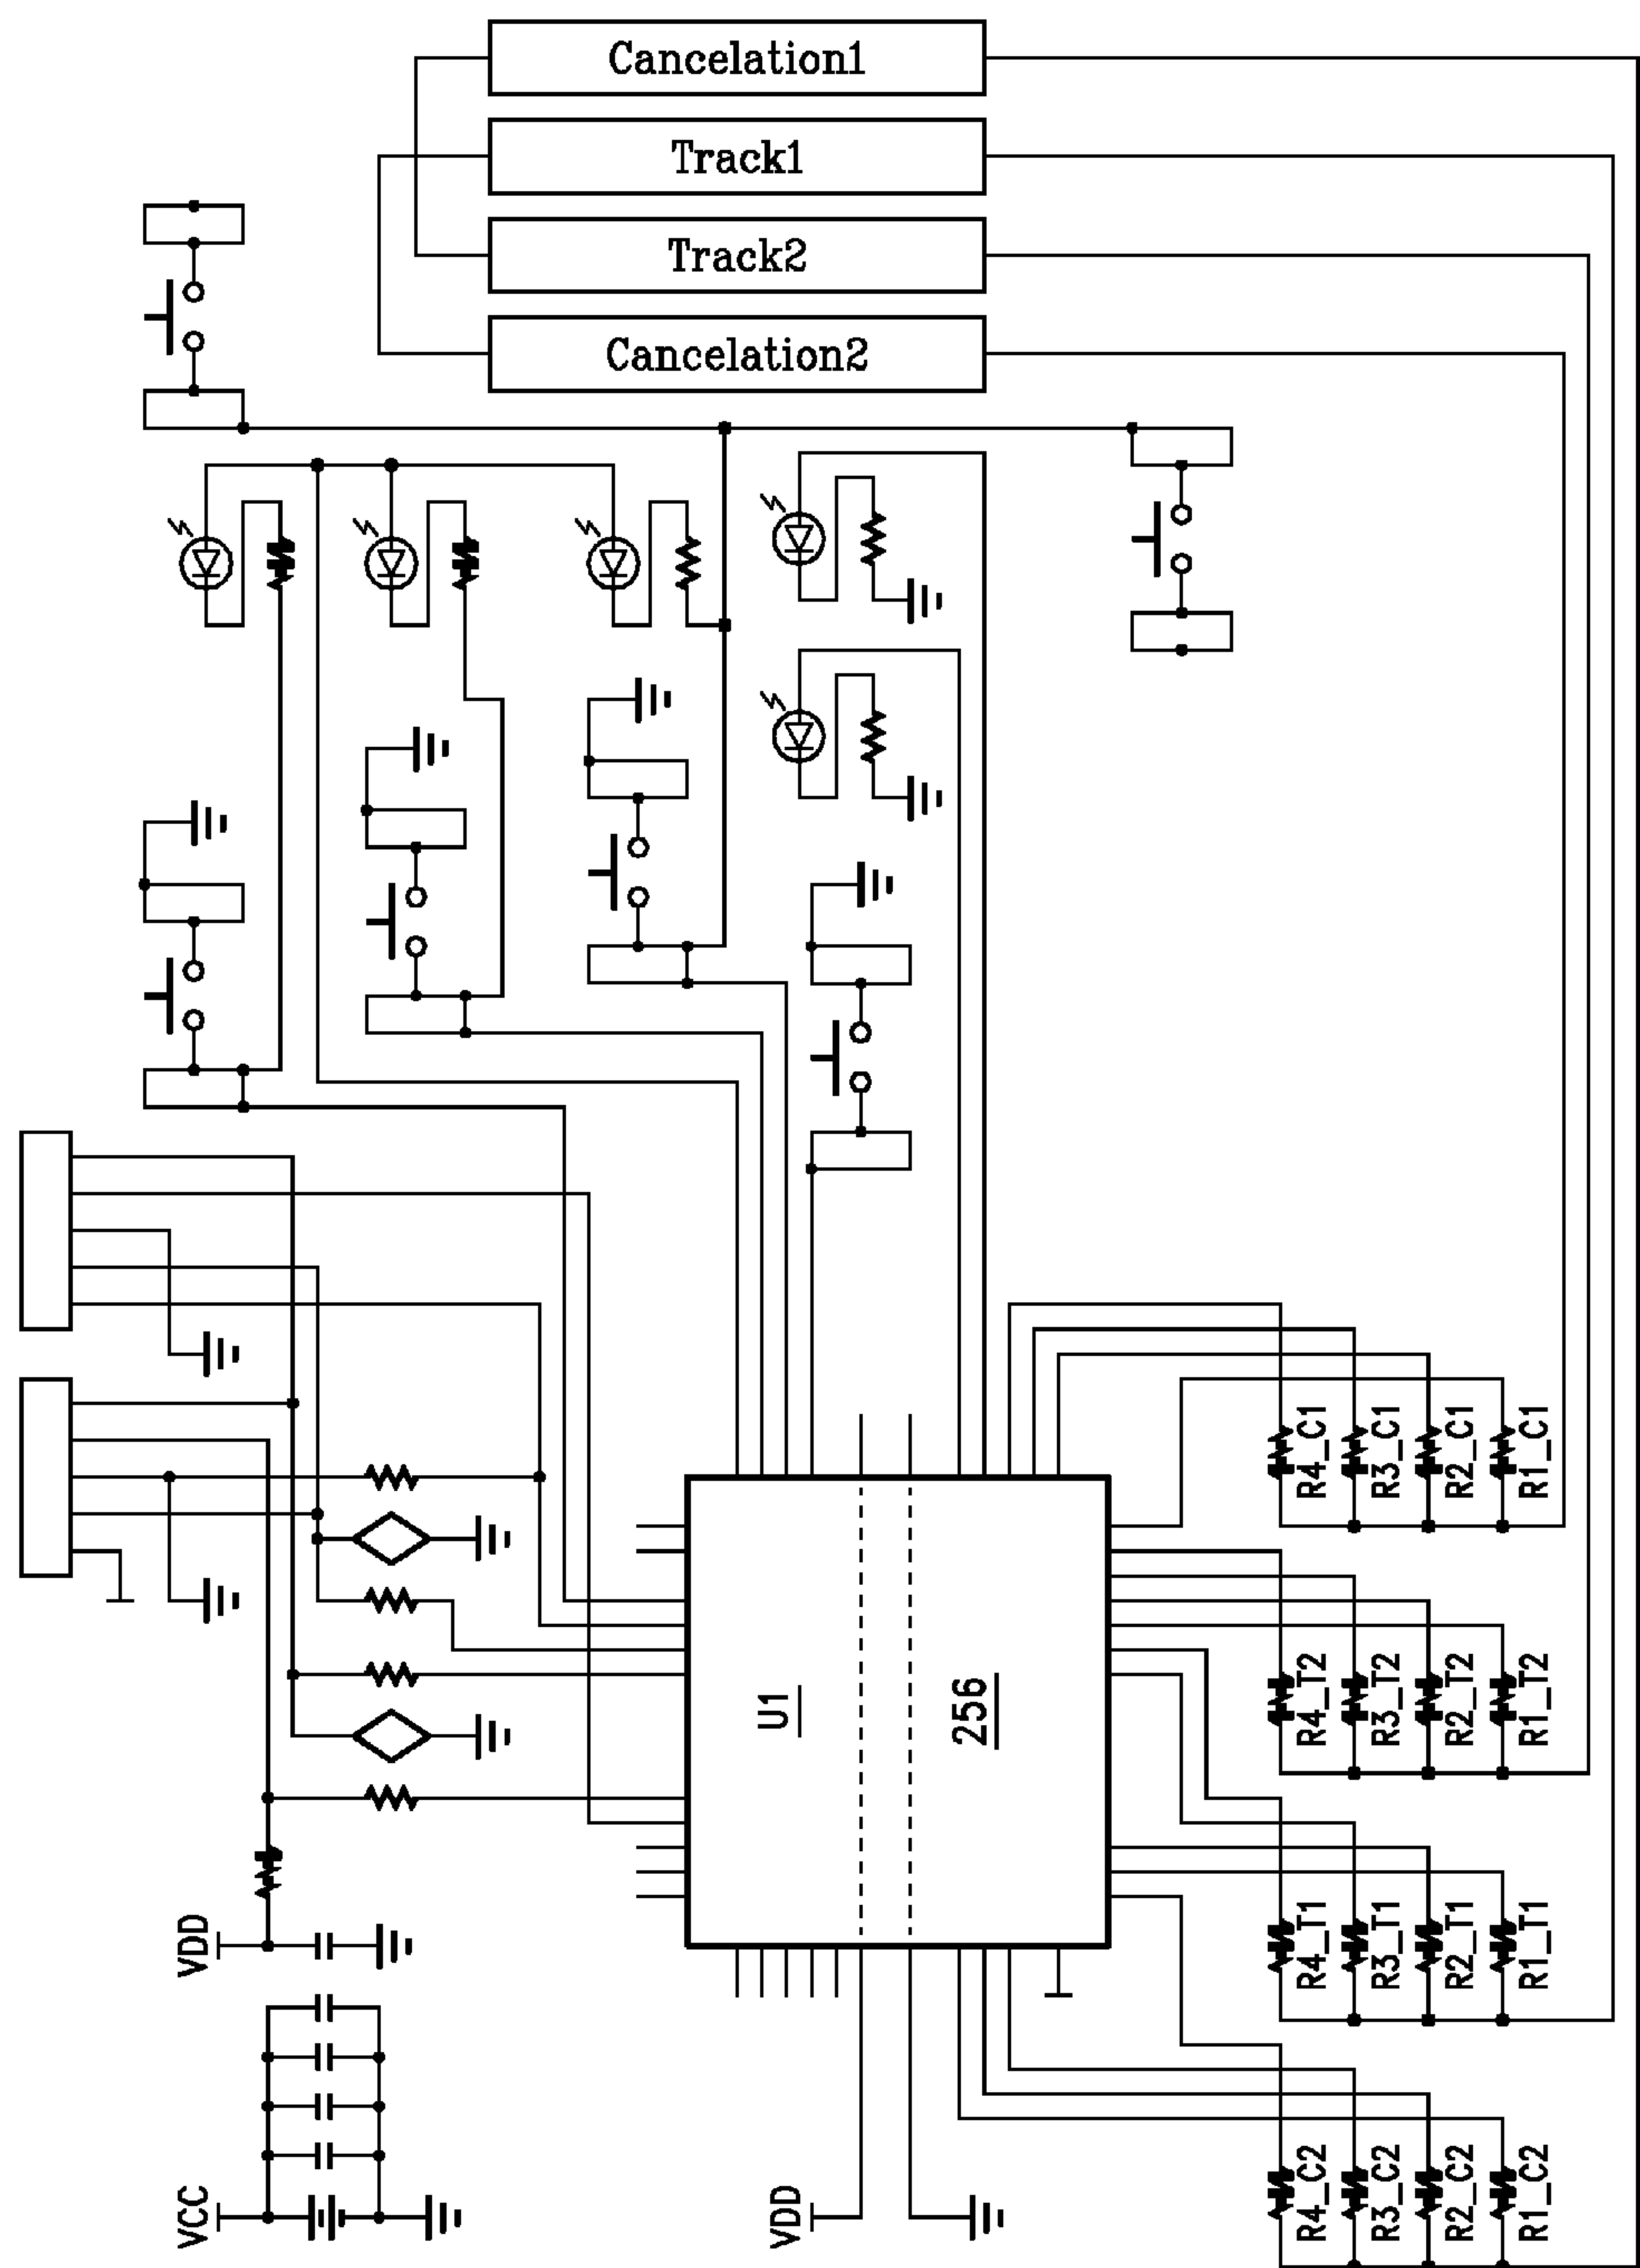 Cancelation1
Track1
Track2
Cancelation2
R4_C1
R3_C1
R2_C1
R1_C1
U1
256
R4_T2
R3_T2
R2_T2
R1_T2
VDD
R4_T1
R3_T1
R2_T1
R1_T1
VCC
VDD
R4_C2
R3_C2
R2_C2
R1_C2